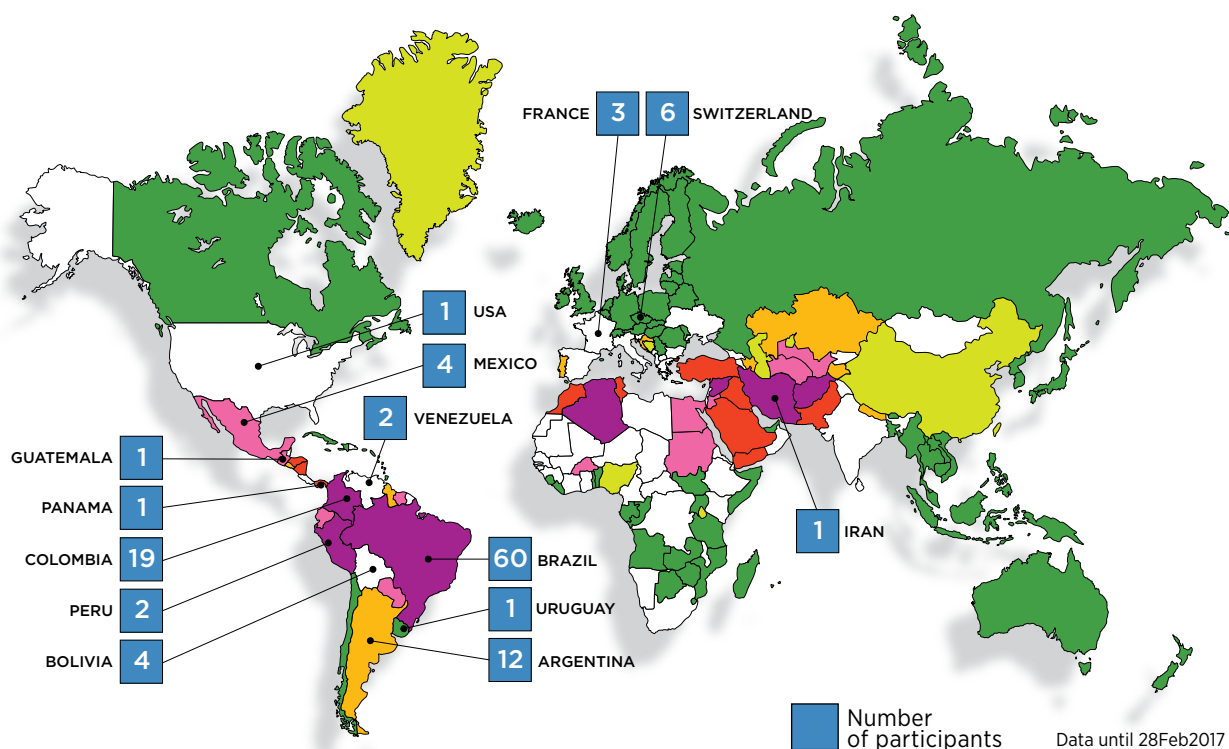 FRANCE 3 6 SWITZERLAND
1 USA
4 MEXICO
2 VENEZUELA
GUATEMALA 1
PANAMA 1
COLOMBIA 19
PERU 2
BOLIVIA 4
60 BRAZIL
1 URUGUAY
12 ARGENTINA
1 IRAN
Number
of participants
Data until 28Feb2017